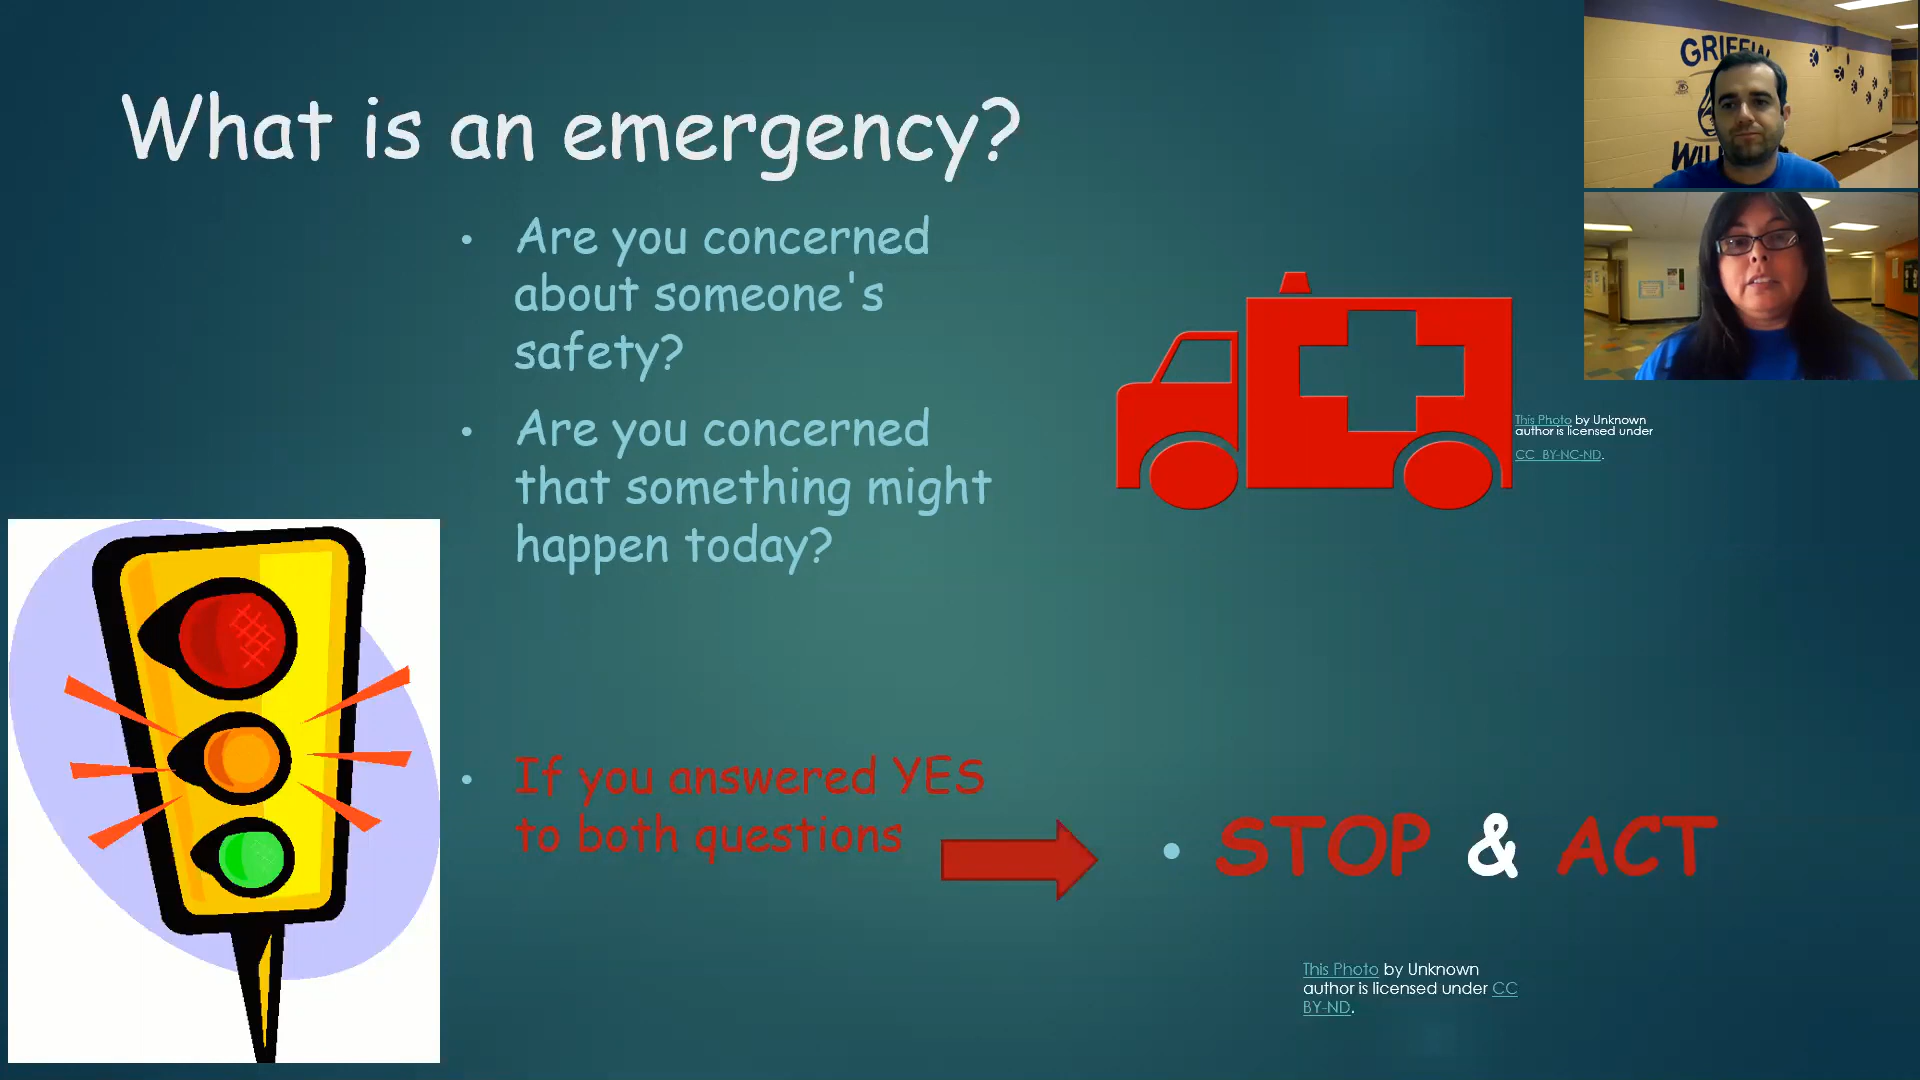 What is an emergency?
• Are you concerned
about someone's
safety?
• Are you concerned
that something might
happen today?
• If you answered YES
to both questions
• STOP & ACT
GRIFFIN
This Photo by Unknown
author is licensed under
CC BY-NC-ND.
This Photo by Unknown
author is licensed under CC
BY-ND.